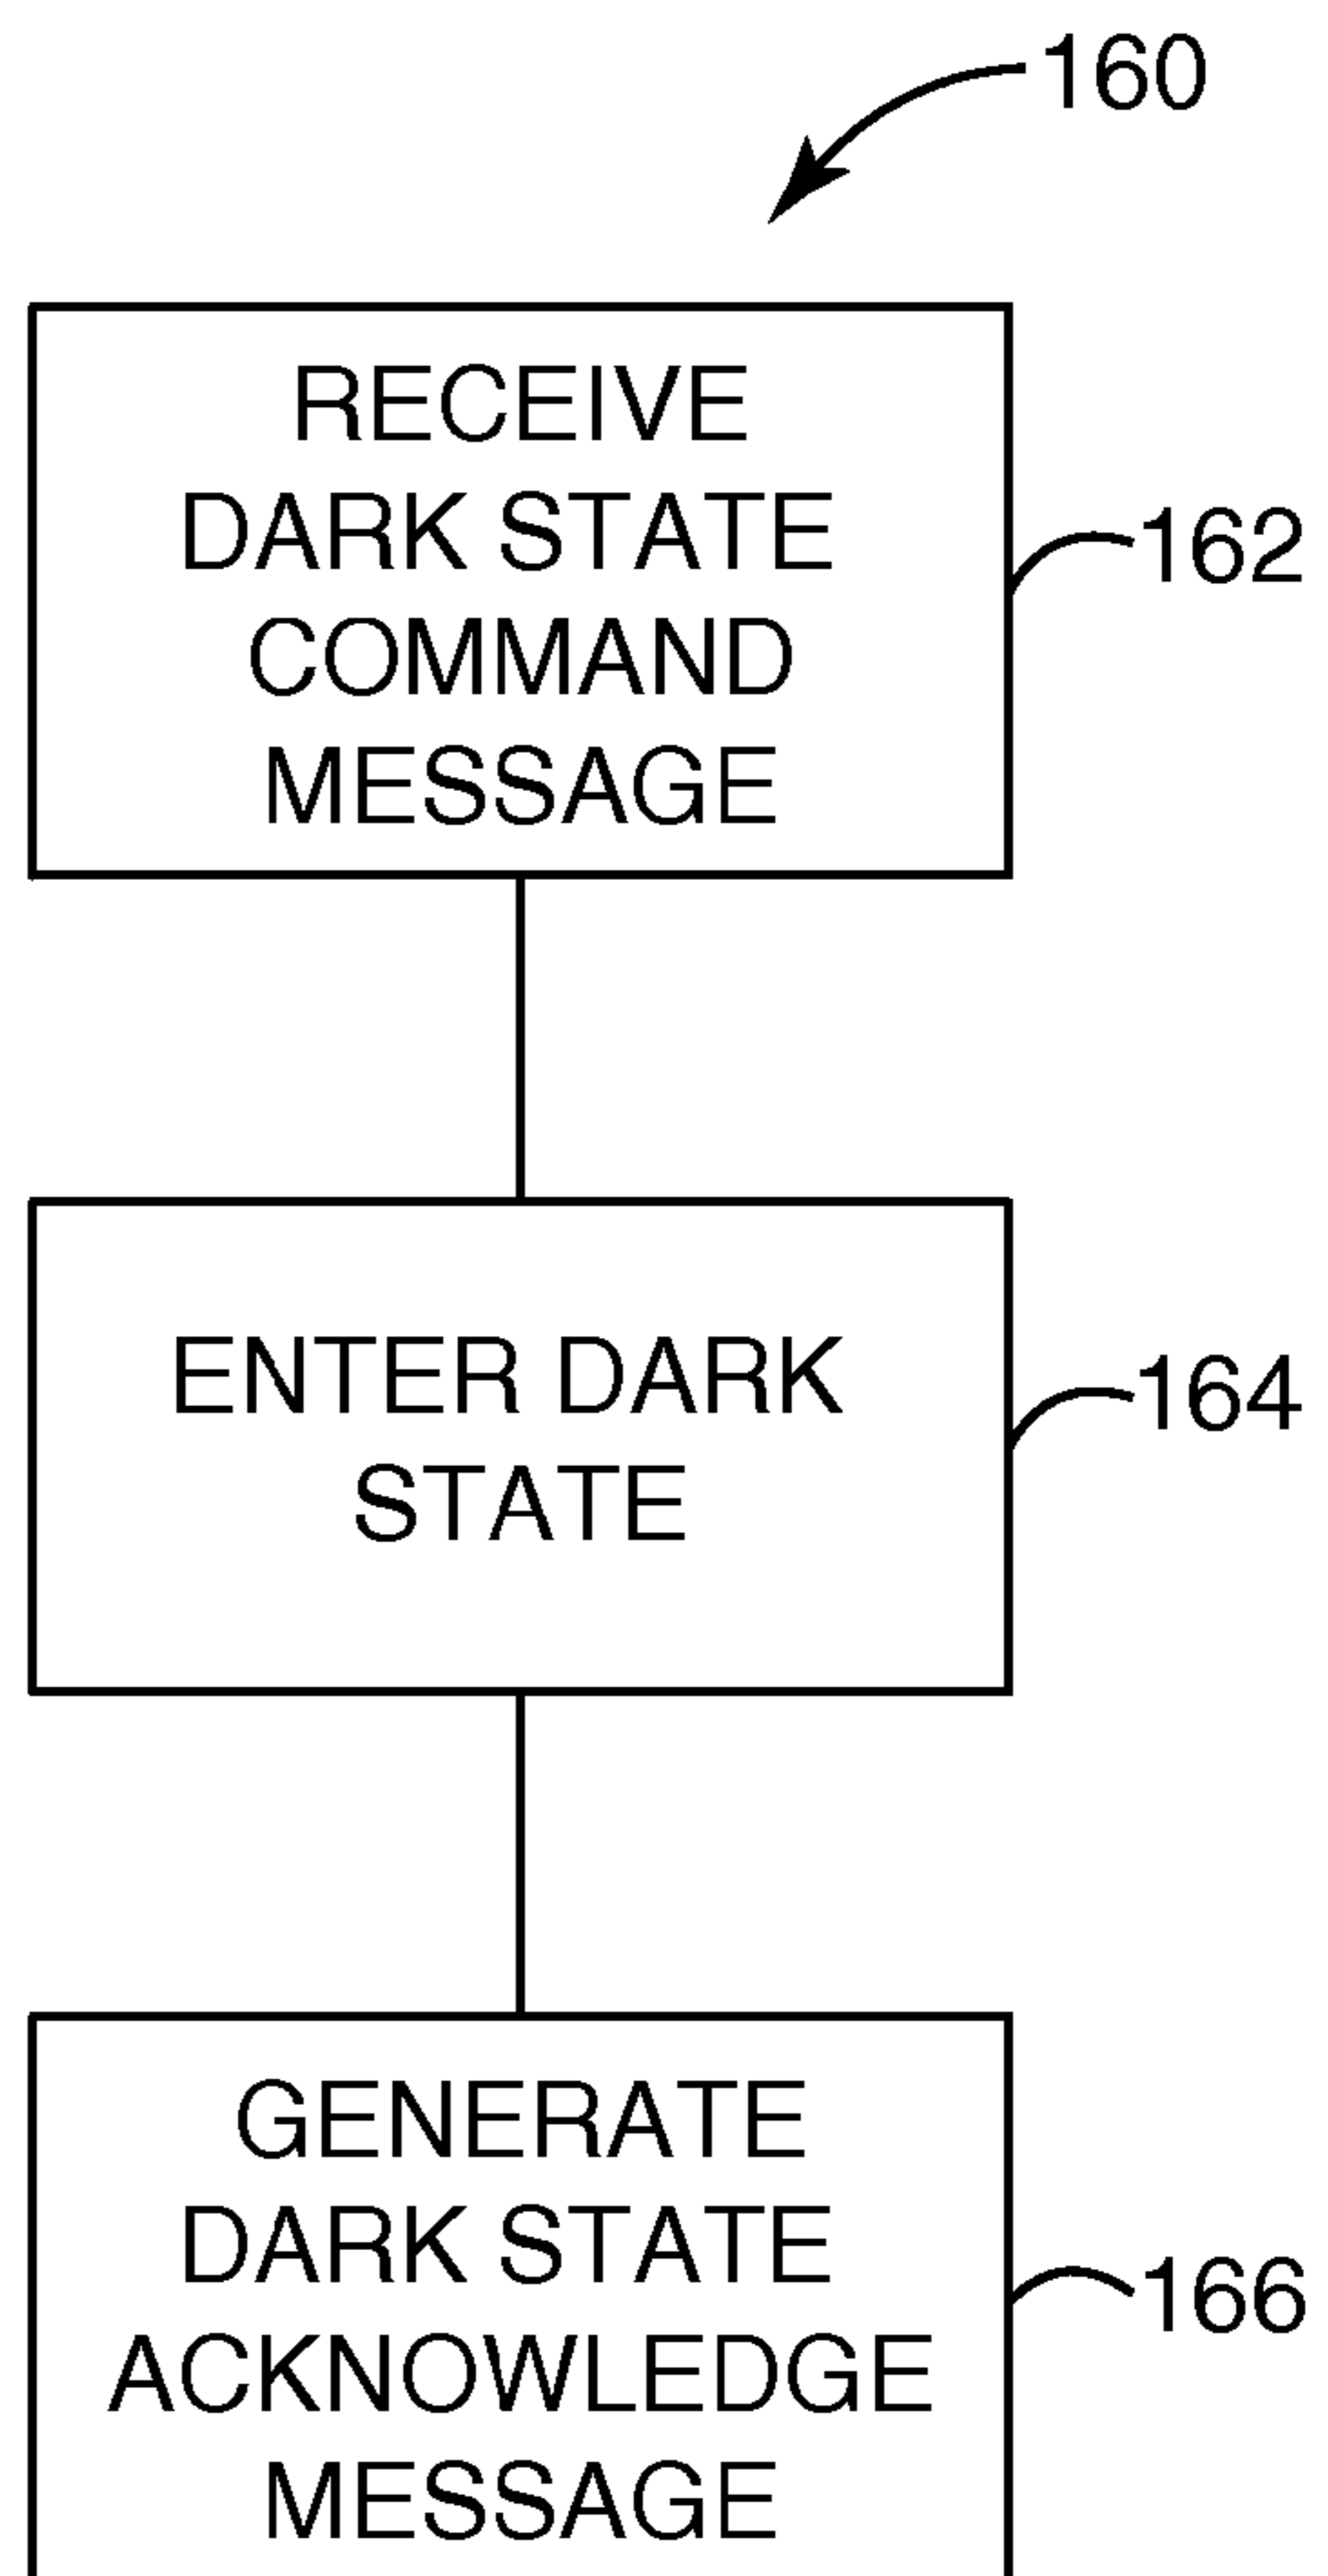 160
RECEIVE
DARK STATE
COMMAND
MESSAGE
162
ENTER DARK
STATE
164
GENERATE
DARK STATE
ACKNOWLEDGE
MESSAGE
166